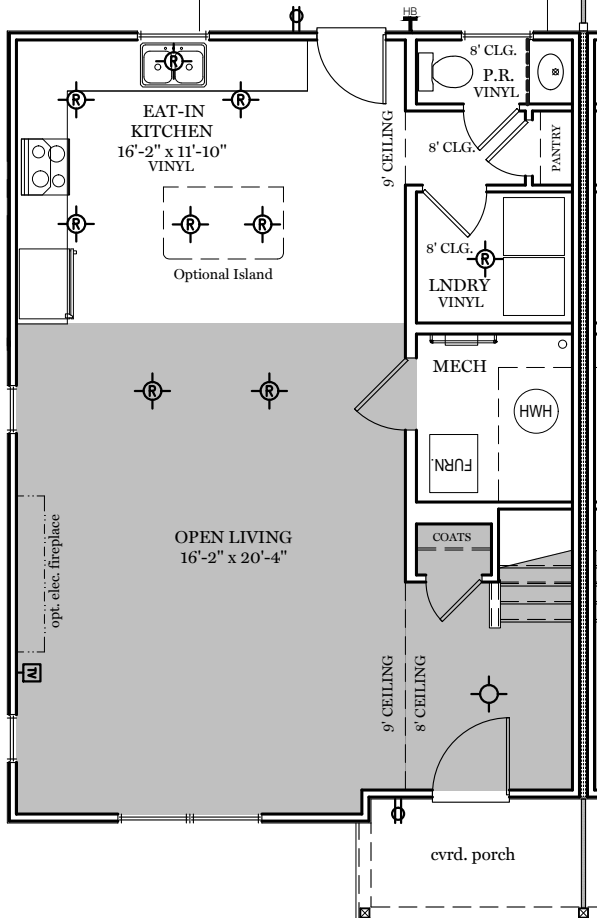 HB
8' CLG.
P.R.
VINYL
R
R
R
EAT-IN
KITCHEN
16'-2" x 11'-10"
VINYL
9' CEILING
8' CLG.
PANTRY
R
R
R
Optional Island
8' CLG.
R
LNDRY
VINYL
MECH
R
R
HWH
FURN.
OPEN LIVING
16'-2" x 20'-4"
COATS
opt. elec. fireplace
TV
9' CEILING
8' CEILING
cvrd. porch